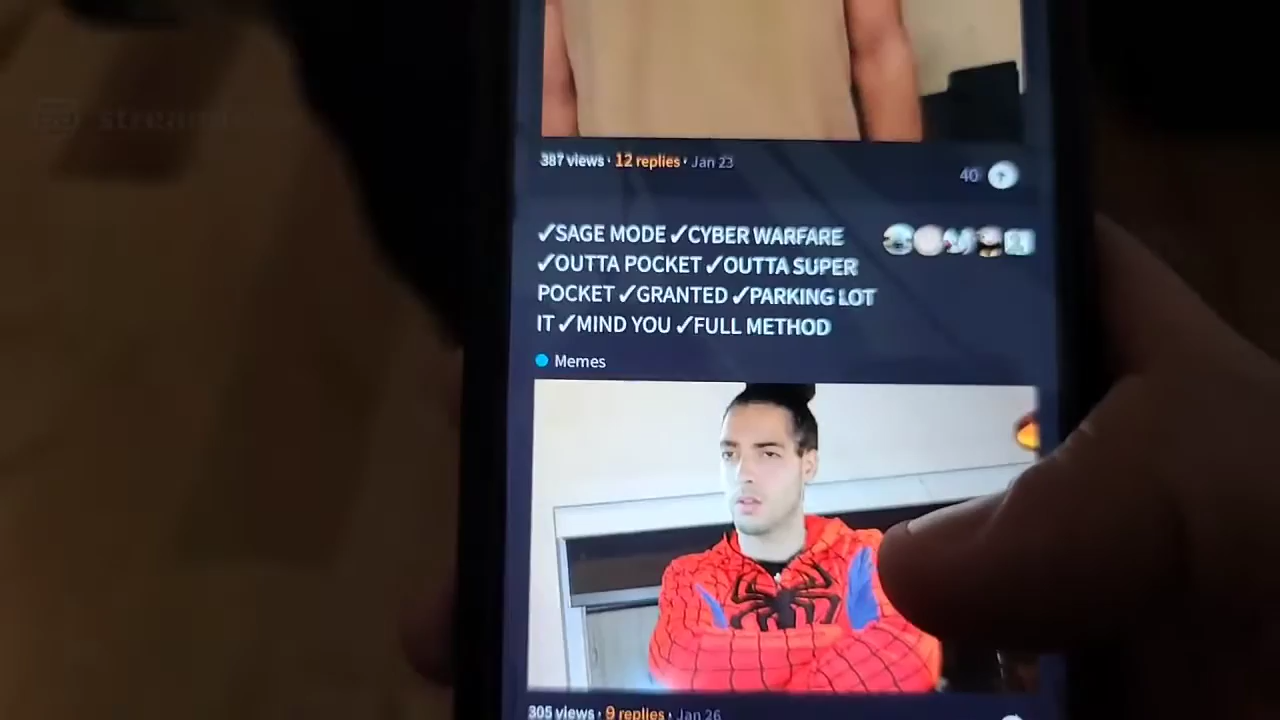 387 views · 12 replies · Jan 23
40
✓SAGE MODE ✓CYBER WARFARE
✓OUTTA POCKET ✓OUTTA SUPER
POCKET ✓GRANTED ✓PARKING LOT
IT ✓MIND YOU ✓FULL METHOD
Memes
305 views · 9 replies · Jan 26